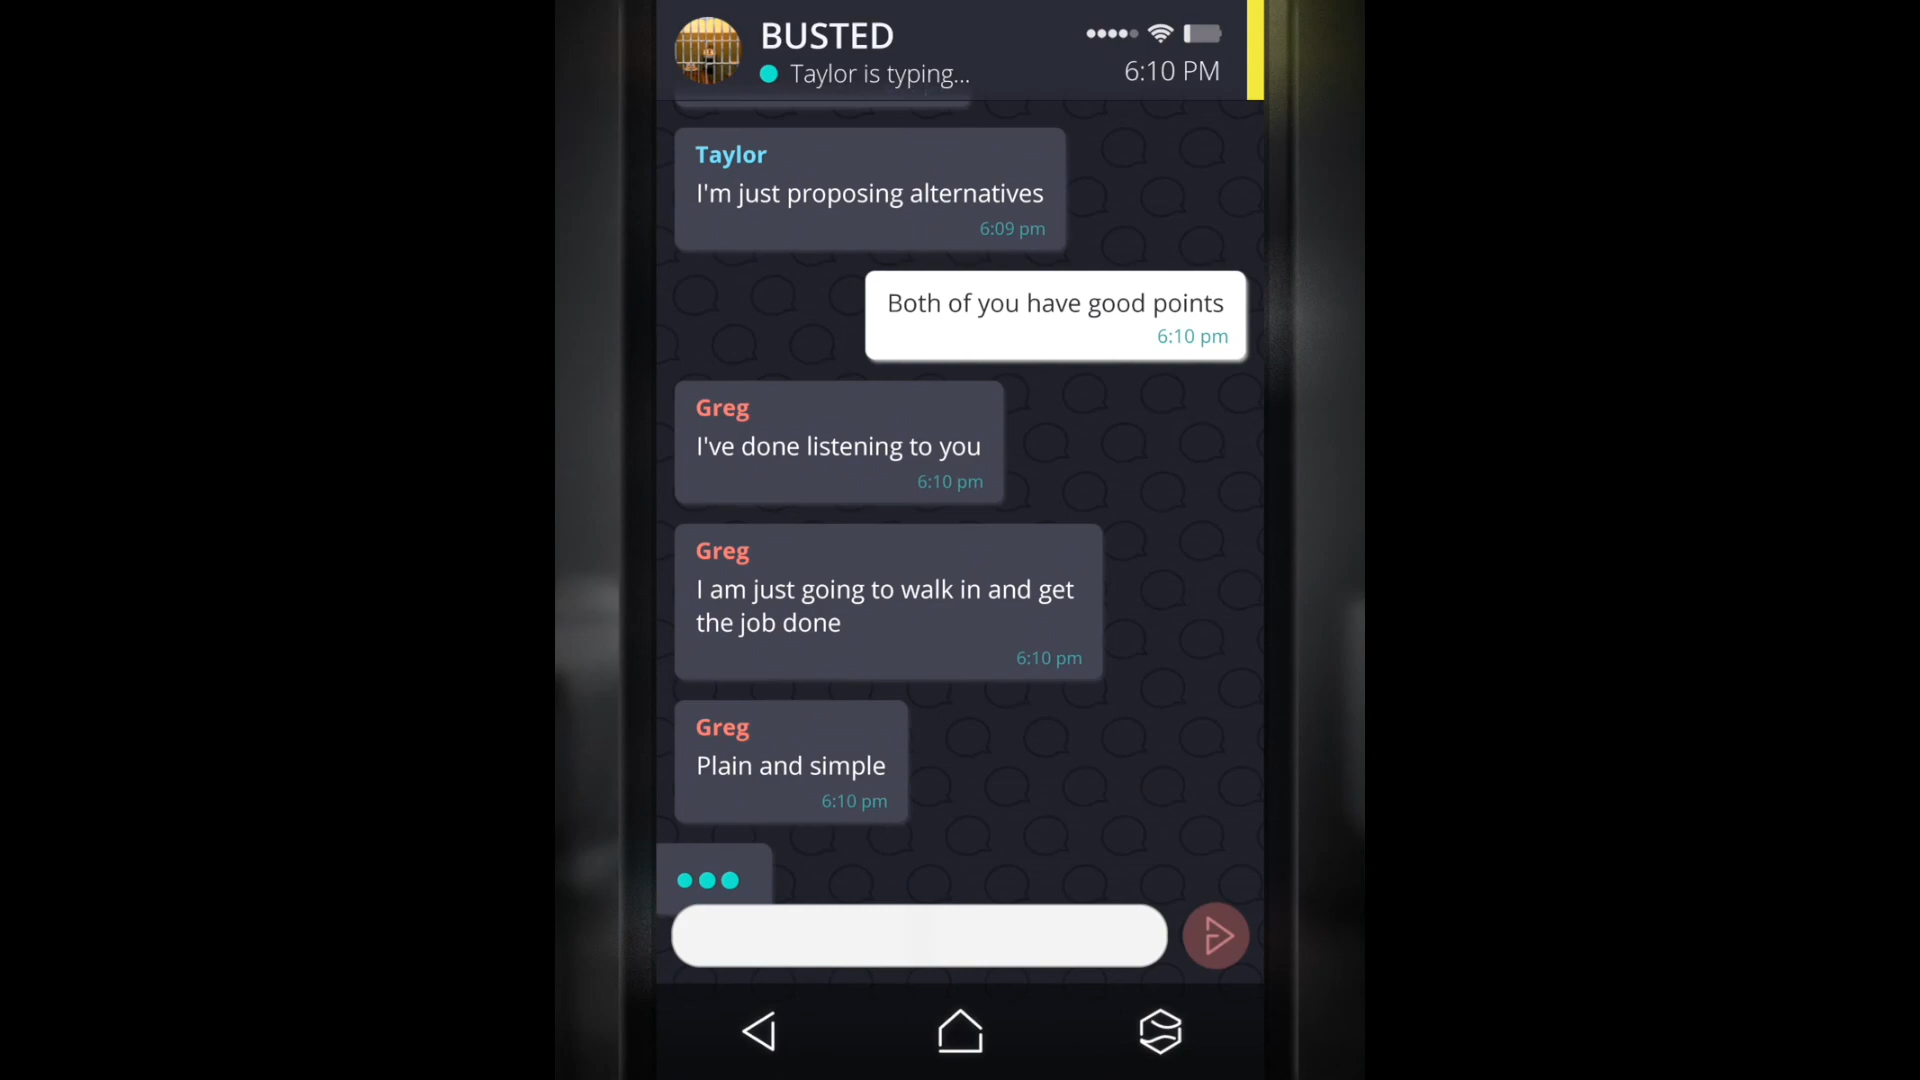 BUSTED
Taylor is typing...
6:10 PM
Taylor
I'm just proposing alternatives
6:09 pm
Both of you have good points
6:10 pm
Greg
I've done listening to you
6:10 pm
Greg
I am just going to walk in and get
the job done
6:10 pm
Greg
Plain and simple
6:10 pm